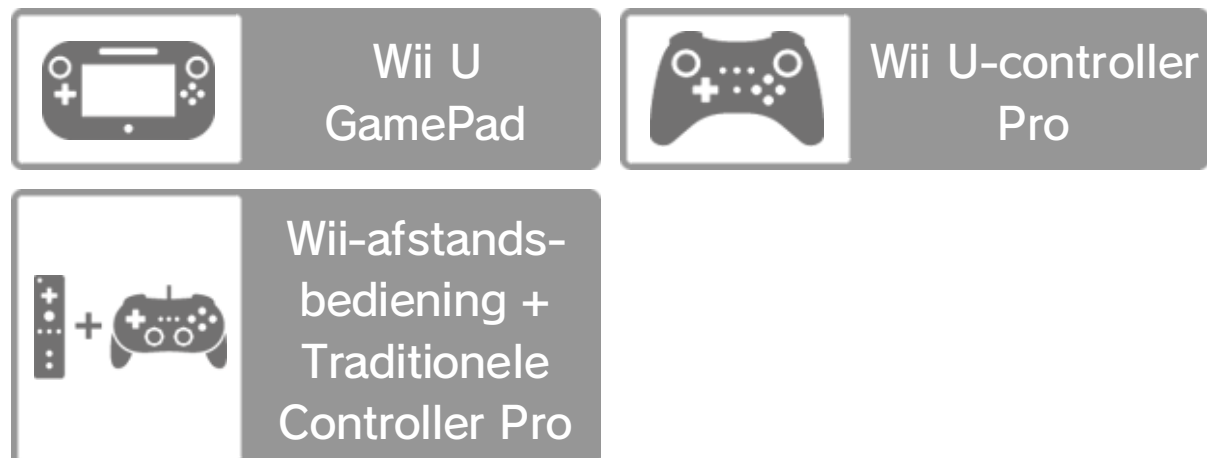 Wii U
GamePad
Wii U-controller
Pro
Wii-afstands-
bediening +
Traditionele
Controller Pro